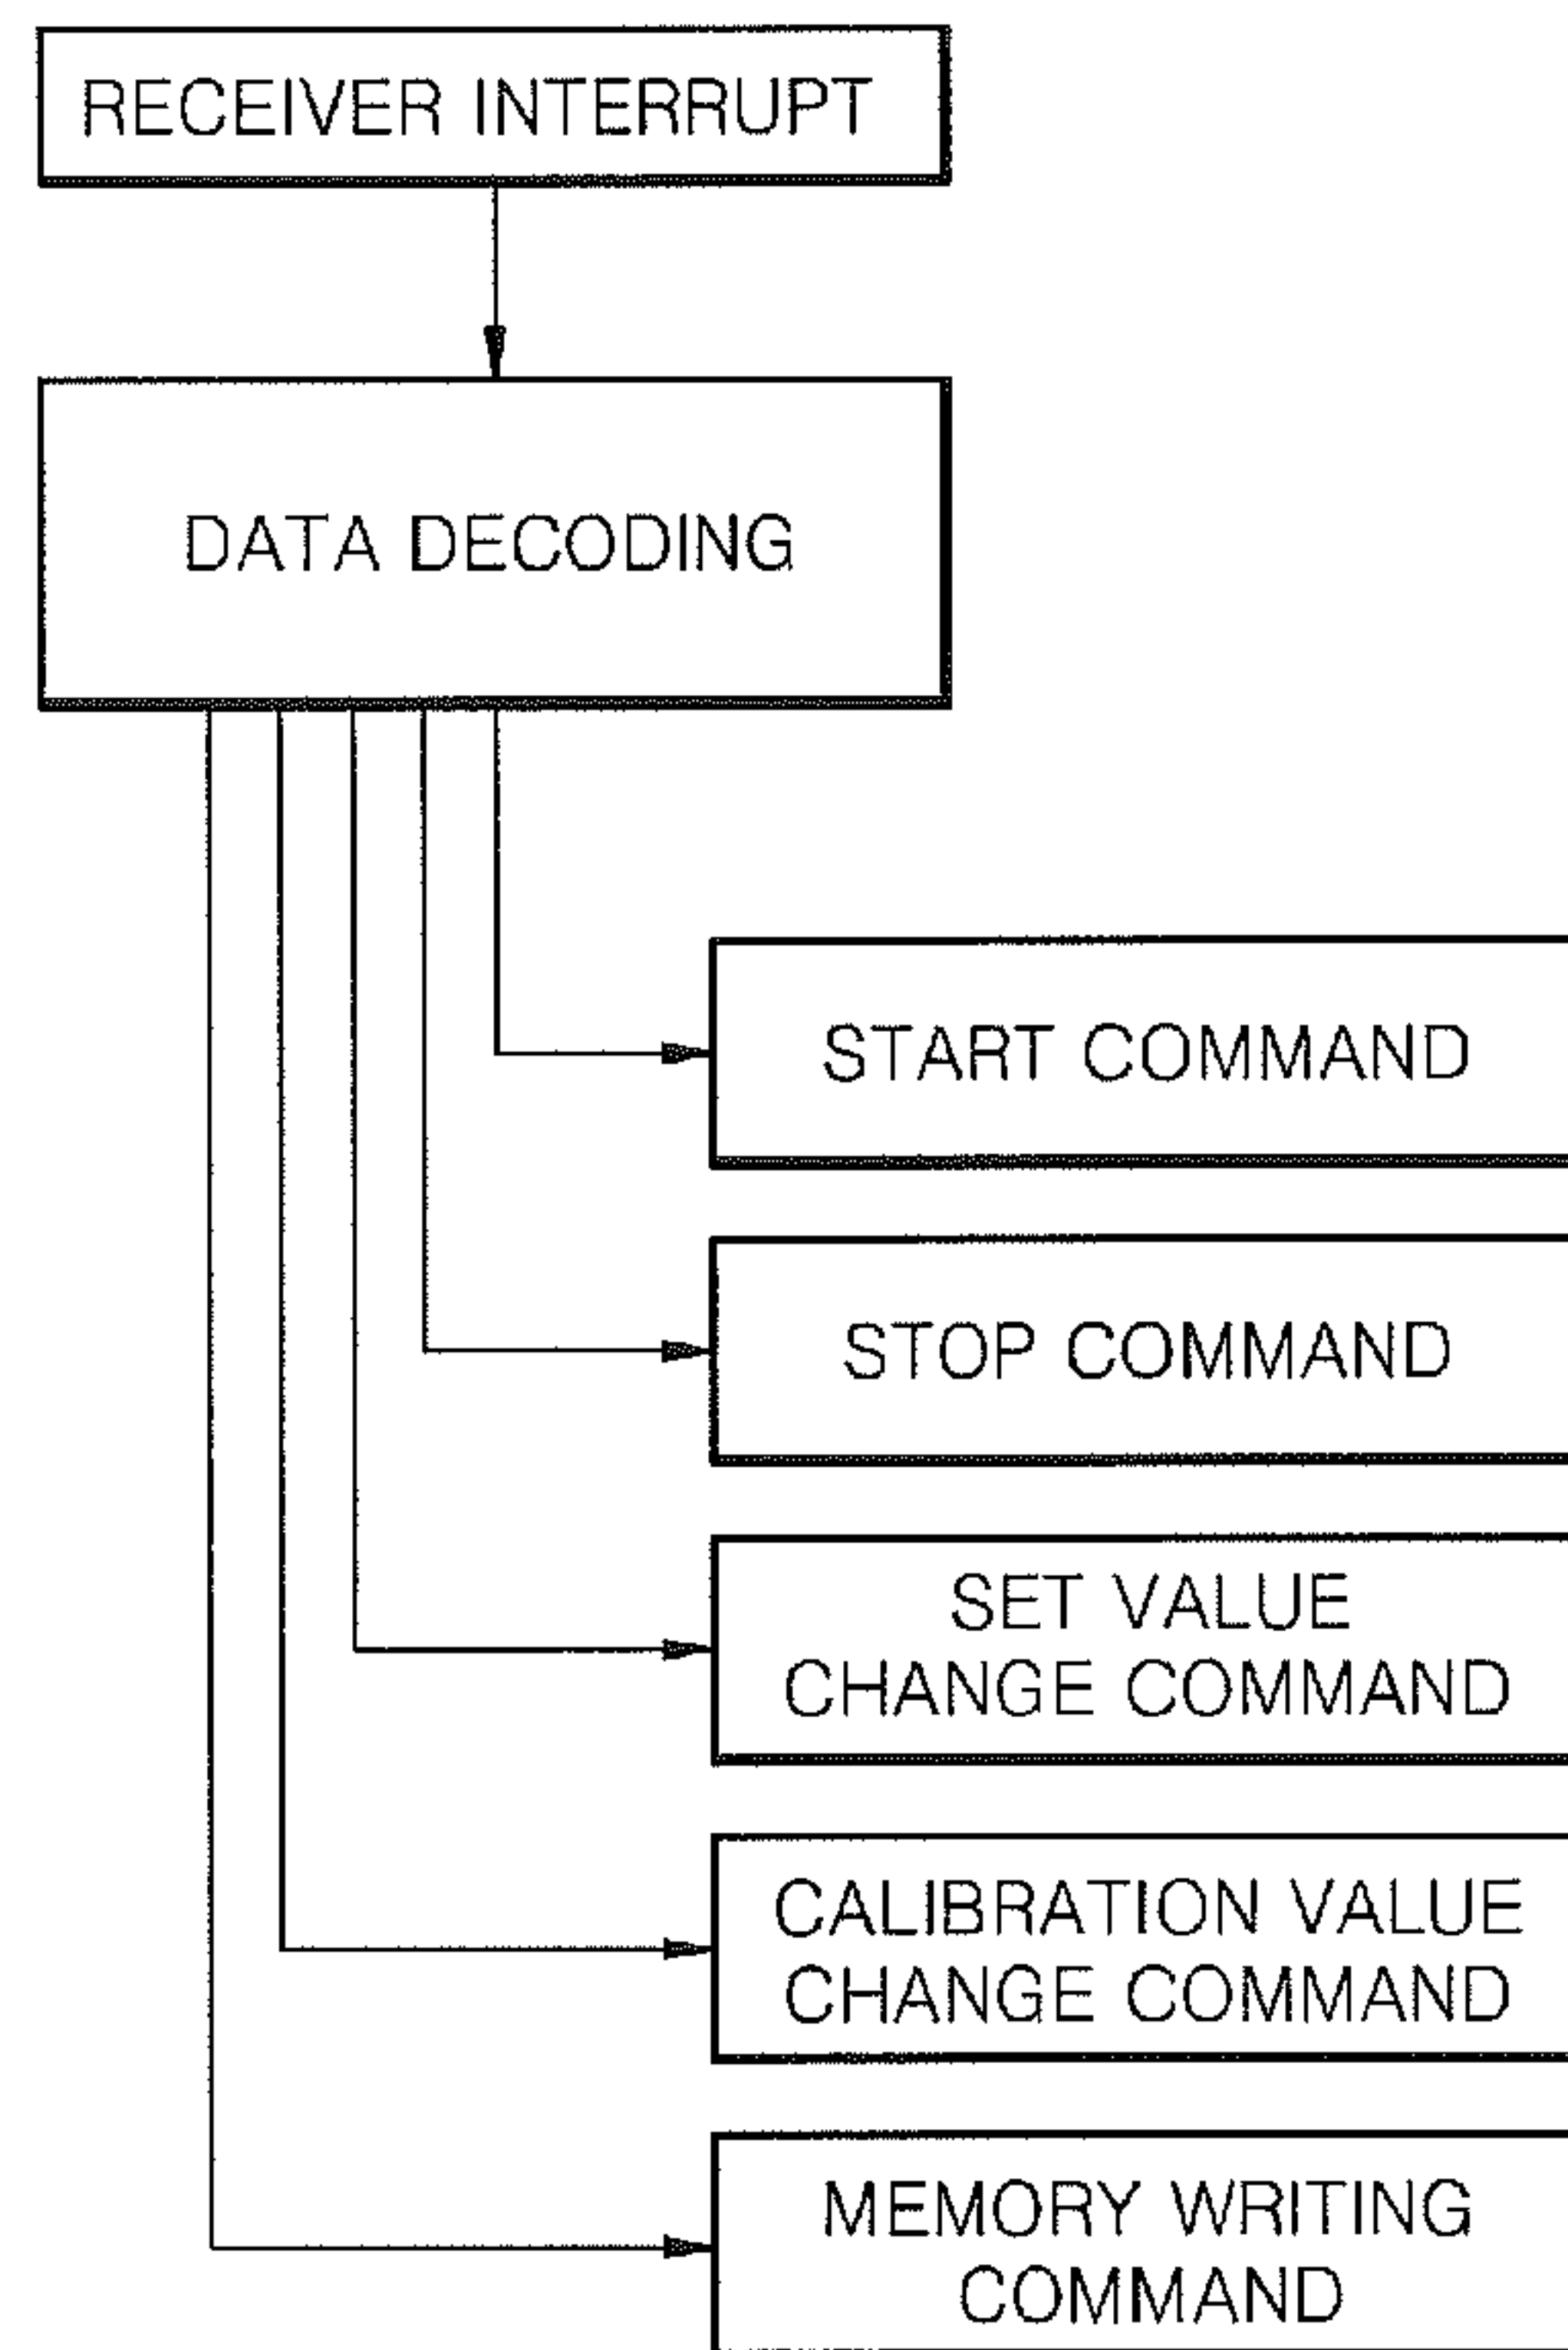 RECEIVER INTERRUPT
DATA DECODING
START COMMAND
STOP COMMAND
SET VALUE
CHANGE COMMAND
CALIBRATION VALUE
CHANGE COMMAND
MEMORY WRITING
COMMAND